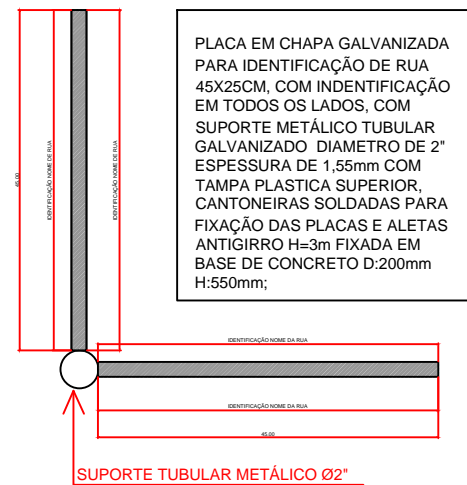 PLACA EM CHAPA GALVANIZADA
PARA IDENTIFICAÇÃO DE RUA
45X25CM, COM INDENTIFICAÇÃO
EM TODOS OS LADOS, COM
SUPORTE METÁLICO TUBULAR
GALVANIZADO DIAMETRO DE 2"
ESPESSURA DE 1,55mm COM
TAMPA PLASTICA SUPERIOR,
CANTONEIRAS SOLDADAS PARA
FIXAÇÃO DAS PLACAS E ALETAS
ANTIGIRRO H=3m FIXADA EM
BASE DE CONCRETO D:200mm
H:550mm;
45.00
IDENTIFICAÇÃO NOME DE RUA
IDENTIFICAÇÃO NOME DE RUA
IDENTIFICAÇÃO NOME DA RUA
IDENTIFICAÇÃO NOME DA RUA
45.00
SUPORTE TUBULAR METÁLICO Ø2"